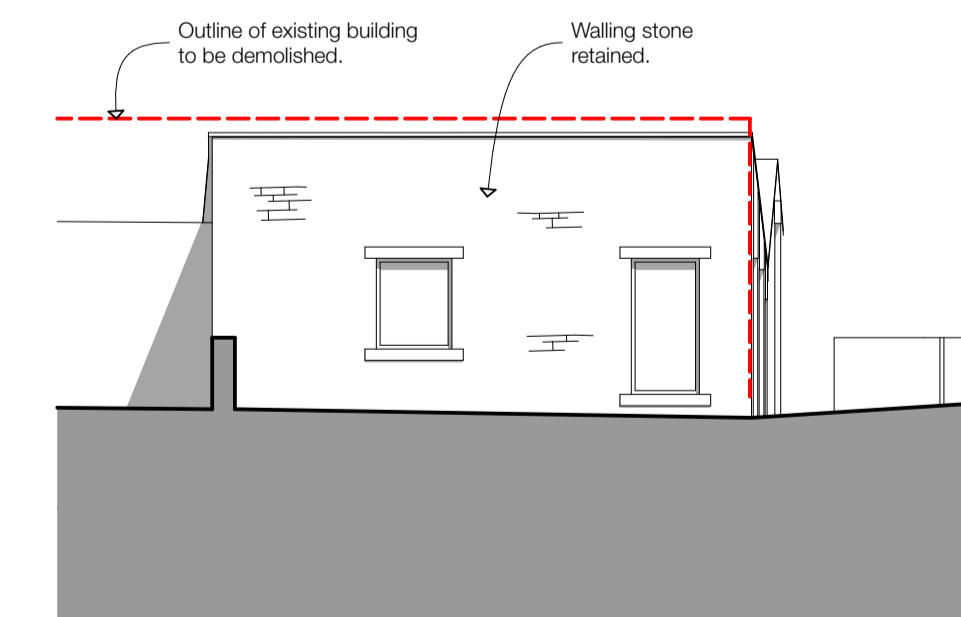 Outline of existing building
to be demolished.
Walling stone
retained.